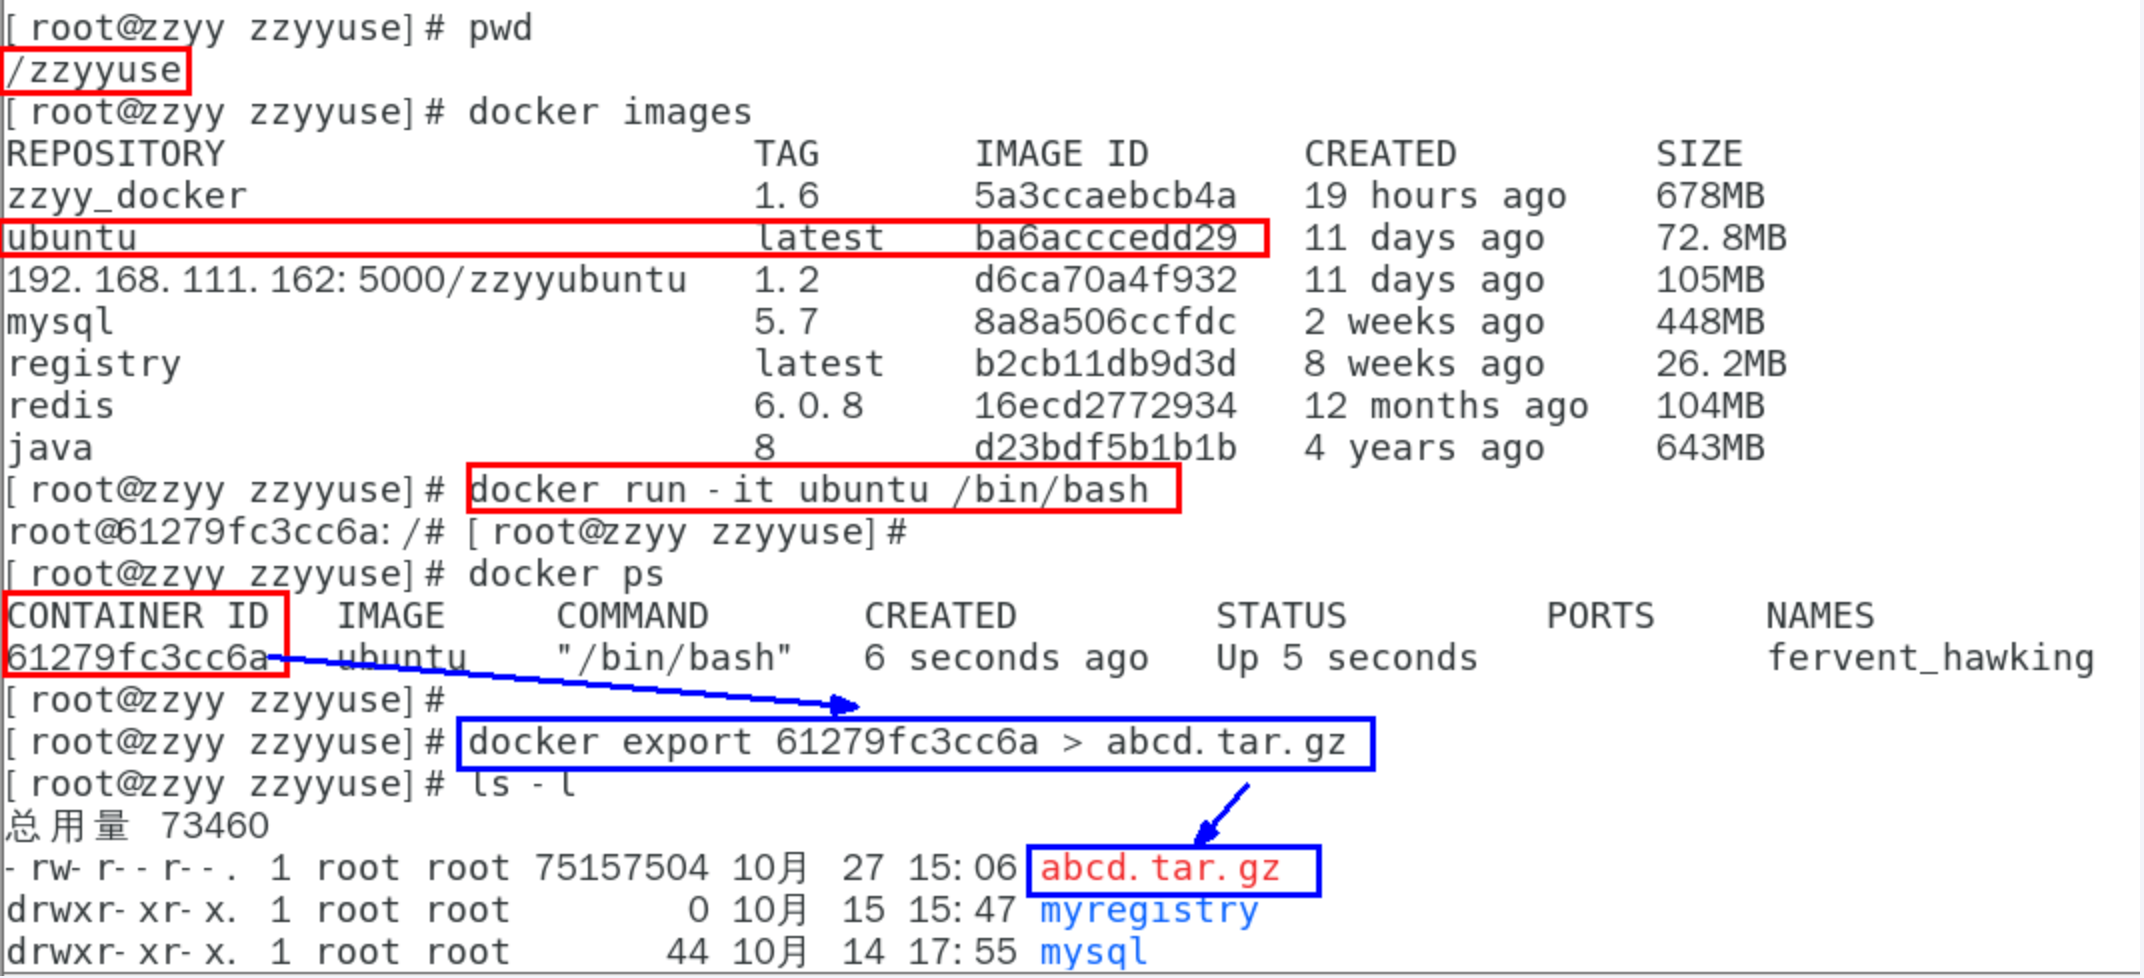 [root@zzyy zzyyuse]# pwd
/zzyyuse
[root@zzyy zzyyuse]# docker images
REPOSITORY TAG IMAGE ID CREATED SIZE
zzyy_docker 1.6 5a3ccaebcb4a 19 hours ago 678MB
ubuntu latest ba6acccedd29 11 days ago 72.8MB
192.168.111.162:5000/zzyyubuntu 1.2 d6ca70a4f932 11 days ago 105MB
mysql 5.7 8a8a506ccfdc 2 weeks ago 448MB
registry latest b2cb11db9d3d 8 weeks ago 26.2MB
redis 6.0.8 16ecd2772934 12 months ago 104MB
java 8 d23bdf5b1b1b 4 years ago 643MB
[root@zzyy zzyyuse]# docker run -it ubuntu /bin/bash
root@61279fc3cc6a:/# [root@zzyy zzyyuse]#
[root@zzyy zzyyuse]# docker ps
CONTAINER ID IMAGE COMMAND CREATED STATUS PORTS NAMES
61279fc3cc6a ubuntu "/bin/bash" 6 seconds ago Up 5 seconds fervent_hawking
[root@zzyy zzyyuse]#
[root@zzyy zzyyuse]# docker export 61279fc3cc6a > abcd.tar.gz
[root@zzyy zzyyuse]# ls -l
总用量 73460
-rw-r--r--. 1 root root 75157504 10月 27 15:06 abcd.tar.gz
drwxr-xr-x. 1 root root 0 10月 15 15:47 myregistry
drwxr-xr-x. 1 root root 44 10月 14 17:55 mysql